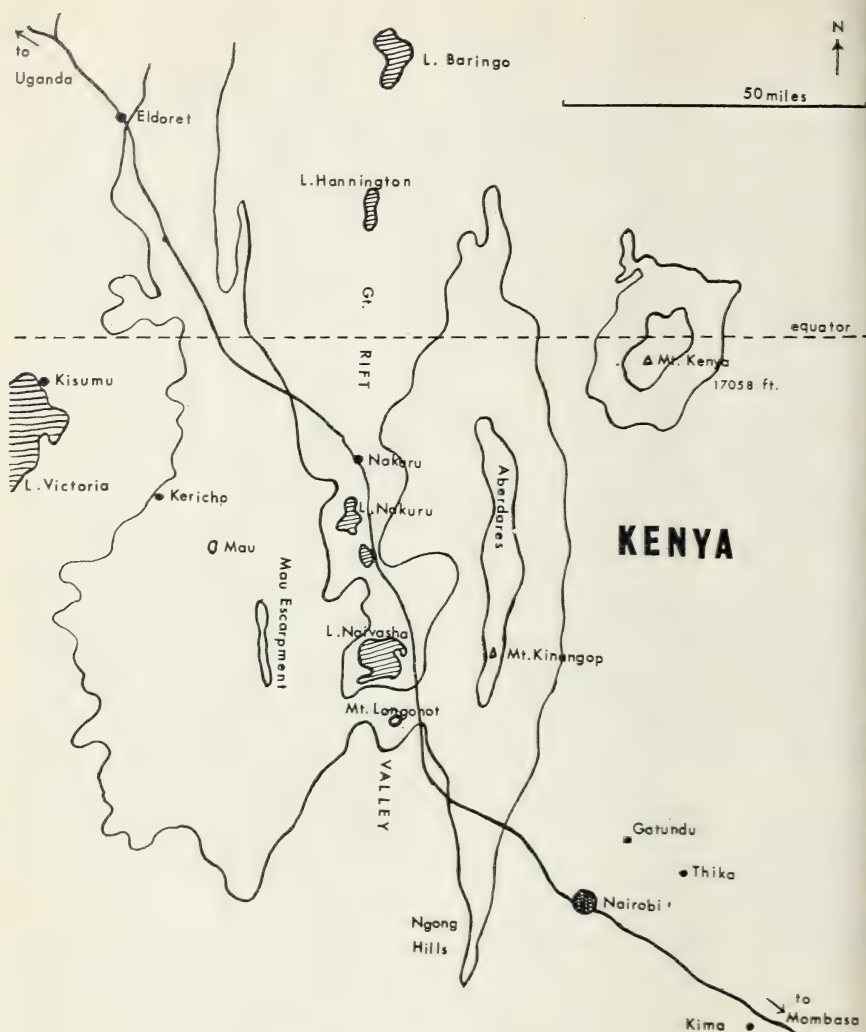 N
to
Uganda
L. Baringo
50 miles
Eldoret
L. Hannington
Gt.
equator
RIFT
Mt. Kenya
17058 ft.
Kisumu
Nakuru
L. Victoria
Kericho
L. Nakuru
Aberdares
KENYA
Mau
Mau Escarpment
L. Naivasha
Mt. Kinangop
Mt. Longonot
VALLEY
Gatundu
Thika
Nairobi
Ngong
Hills
to
Mombasa
Kima